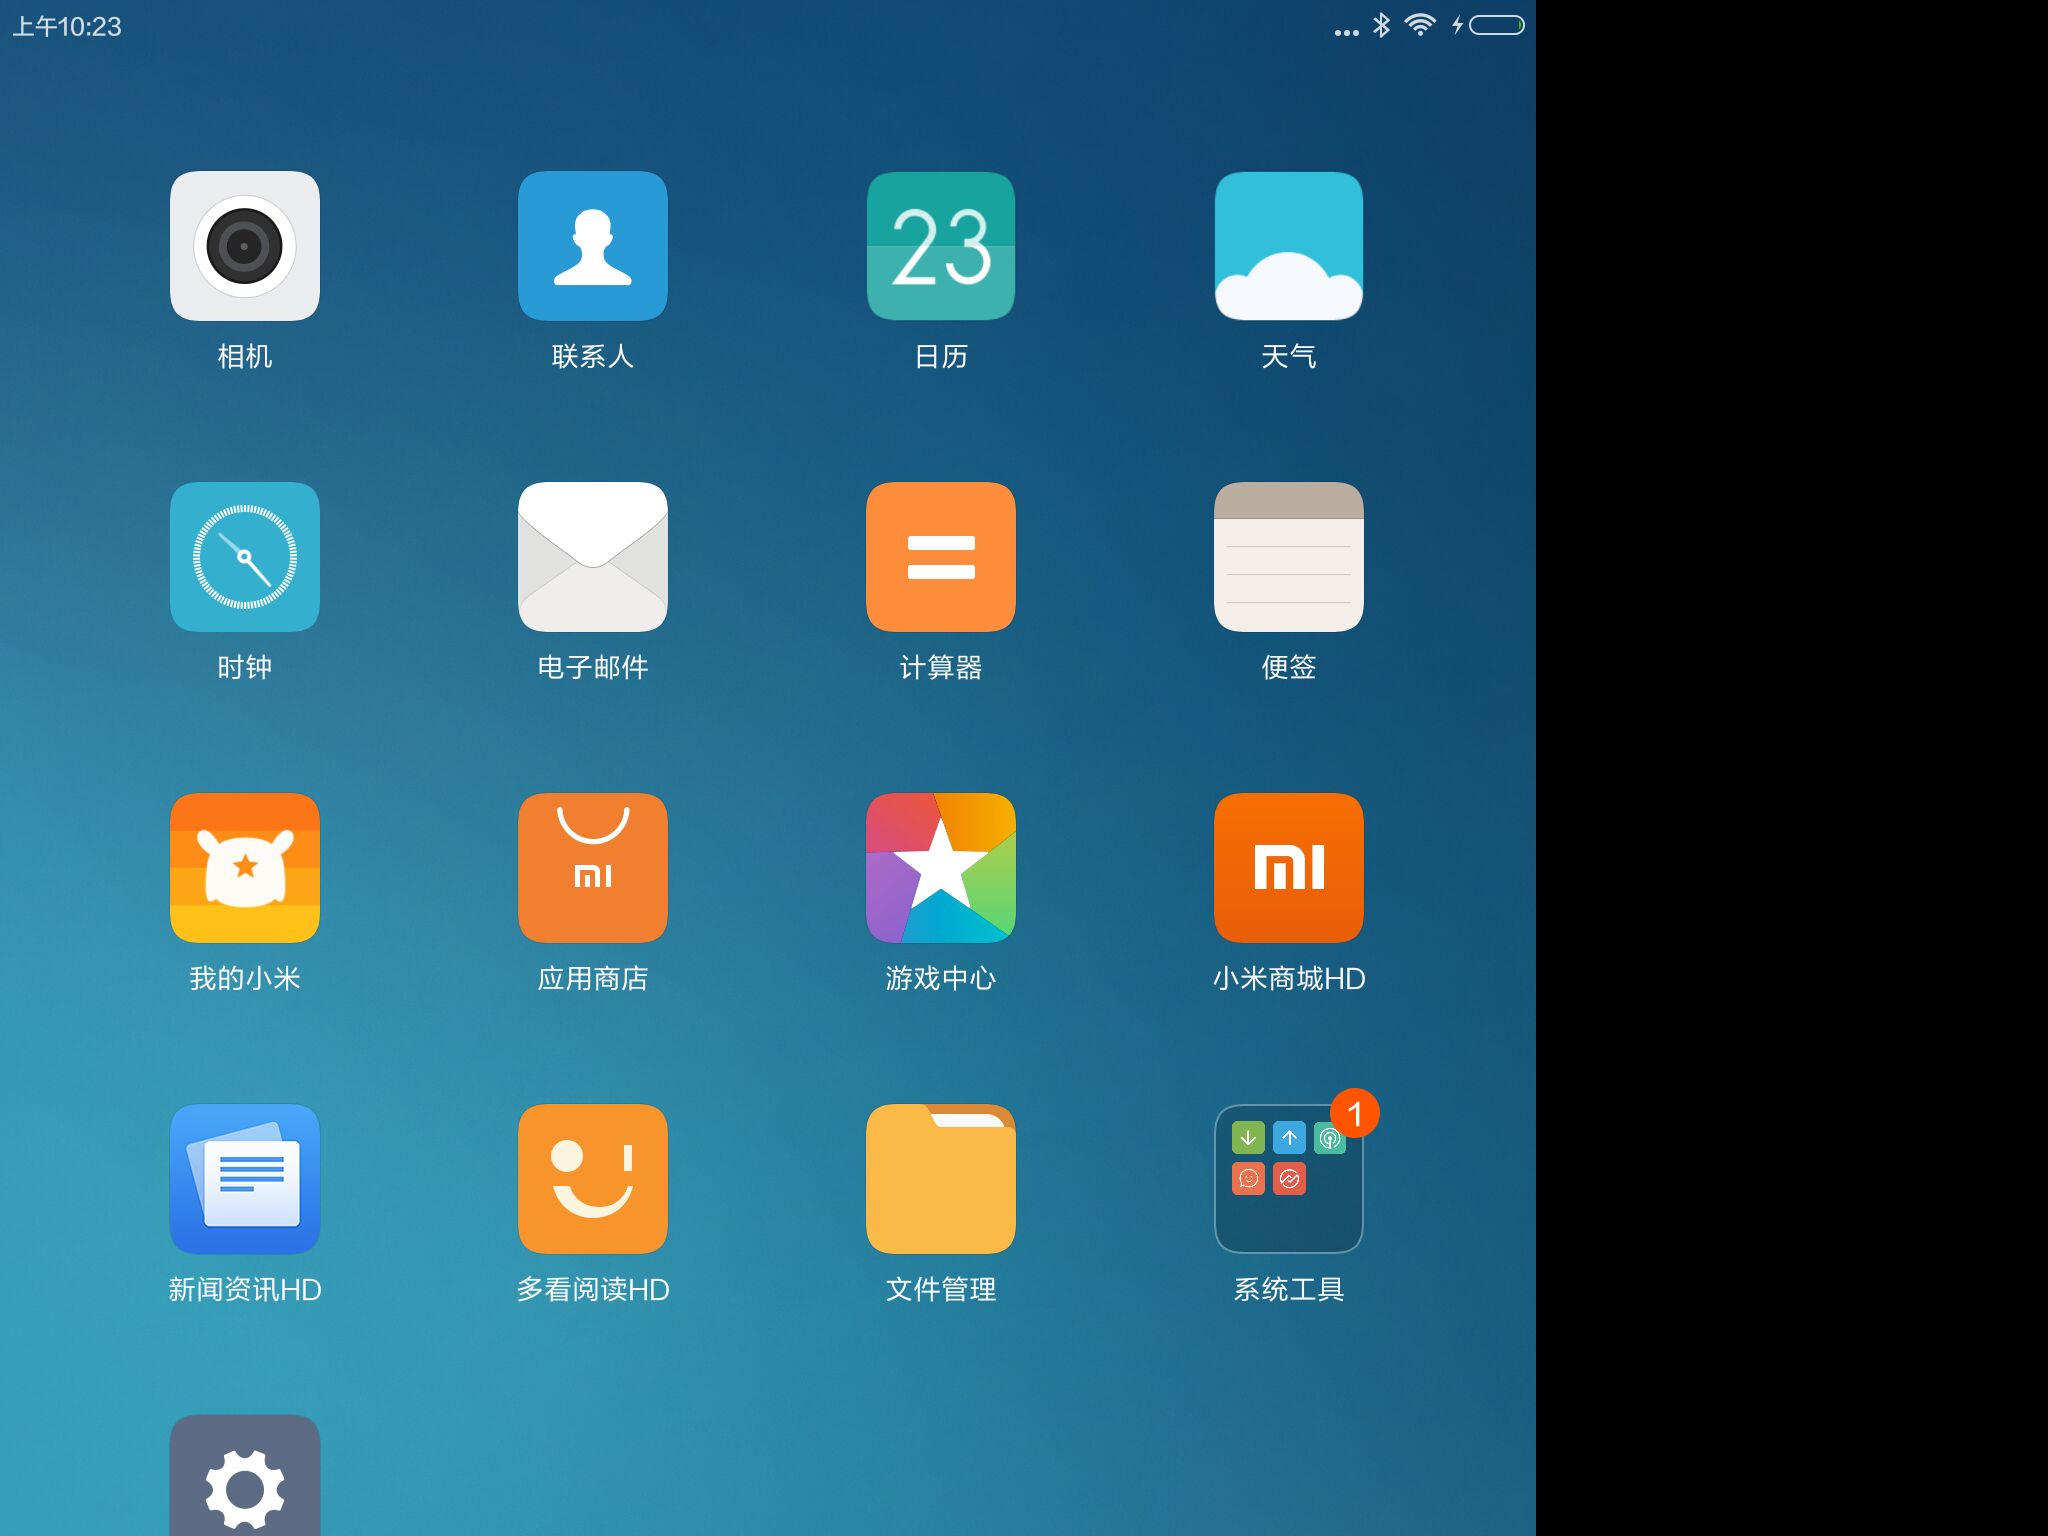 上午10:23
23
相机
联系人
日历
天气
时钟
电子邮件
计算器
便签
mi
mi
我的小米
应用商店
游戏中心
小米商城HD
1
新闻资讯HD
多看阅读HD
文件管理
系统工具